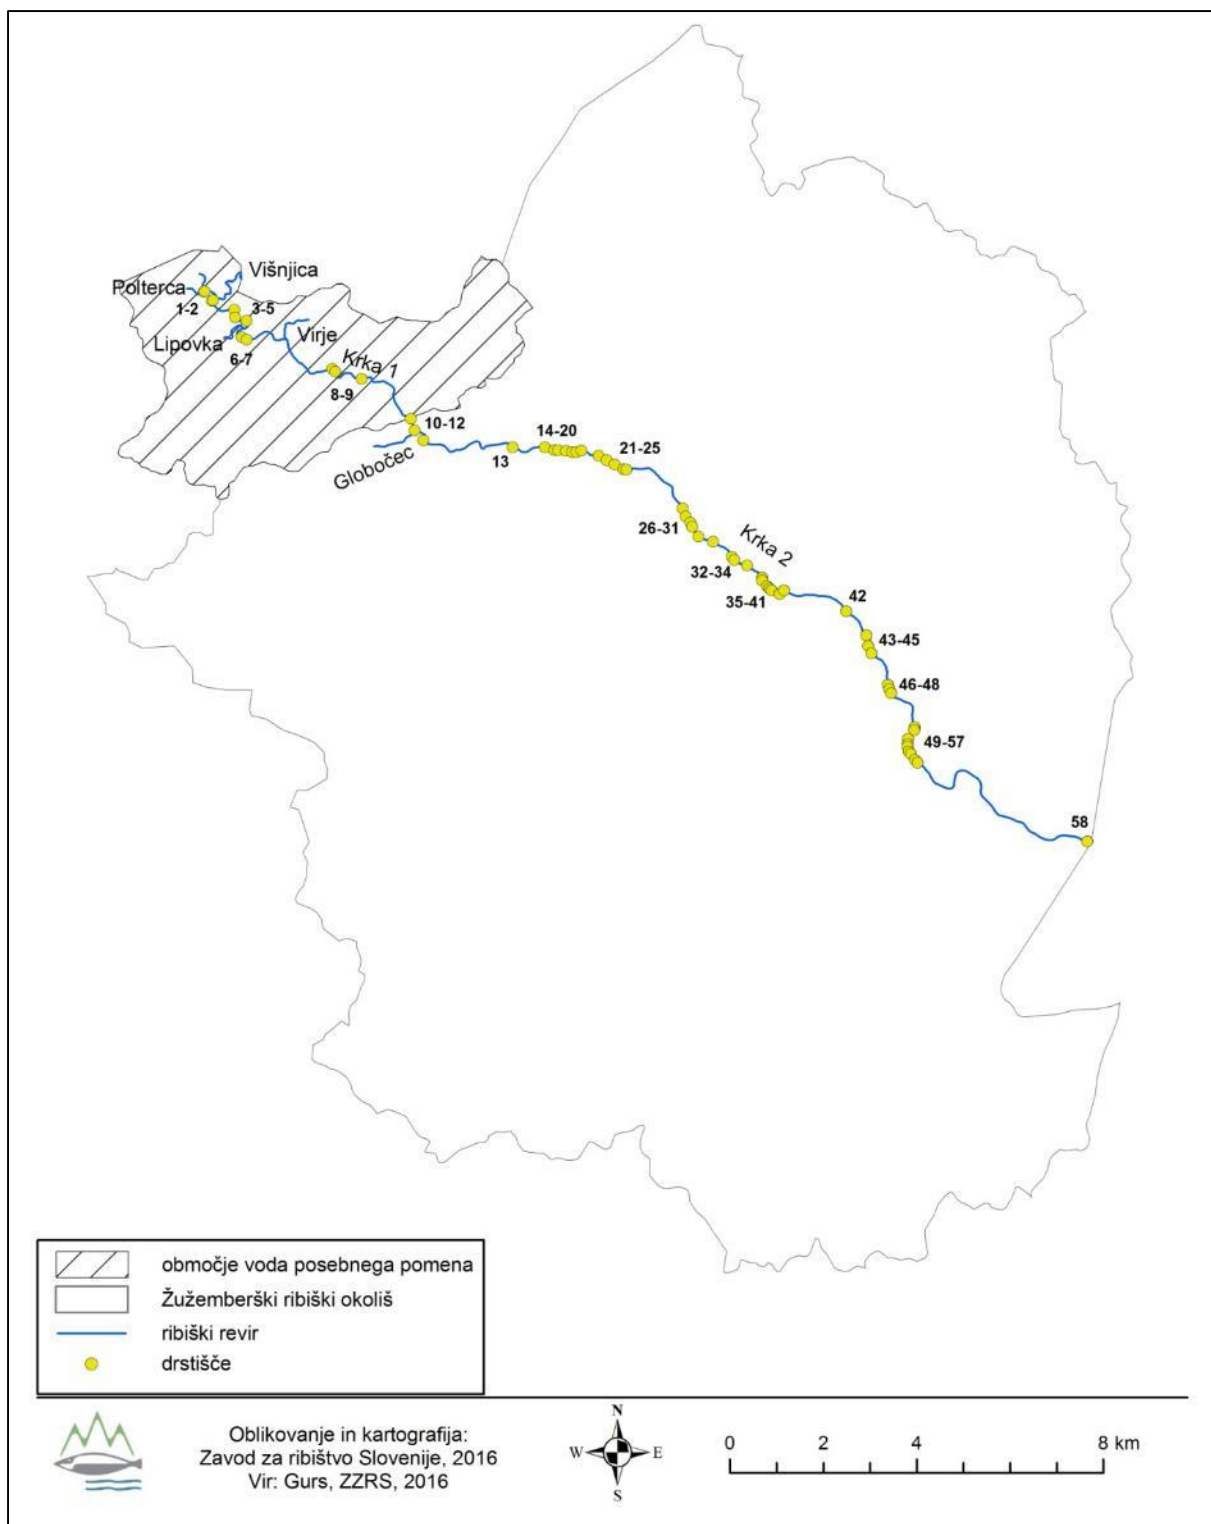 Višnjica
Polterca
1-2
3-5
Lipovka
Virje
6-7
Krka 1
8-9
10-12
14-20
21-25
13
Globočec
26-31
Krka 2
32-34
35-41
42
43-45
46-48
49-57
58
območje voda posebnega pomena
Žužemberški ribiški okoliš
ribiški revir
drstišče
Oblikovanje in kartografija:
Zavod za ribištvo Slovenije, 2016
Vir: Gurs, ZZRS, 2016
N
W E
S
0 2 4 8 km